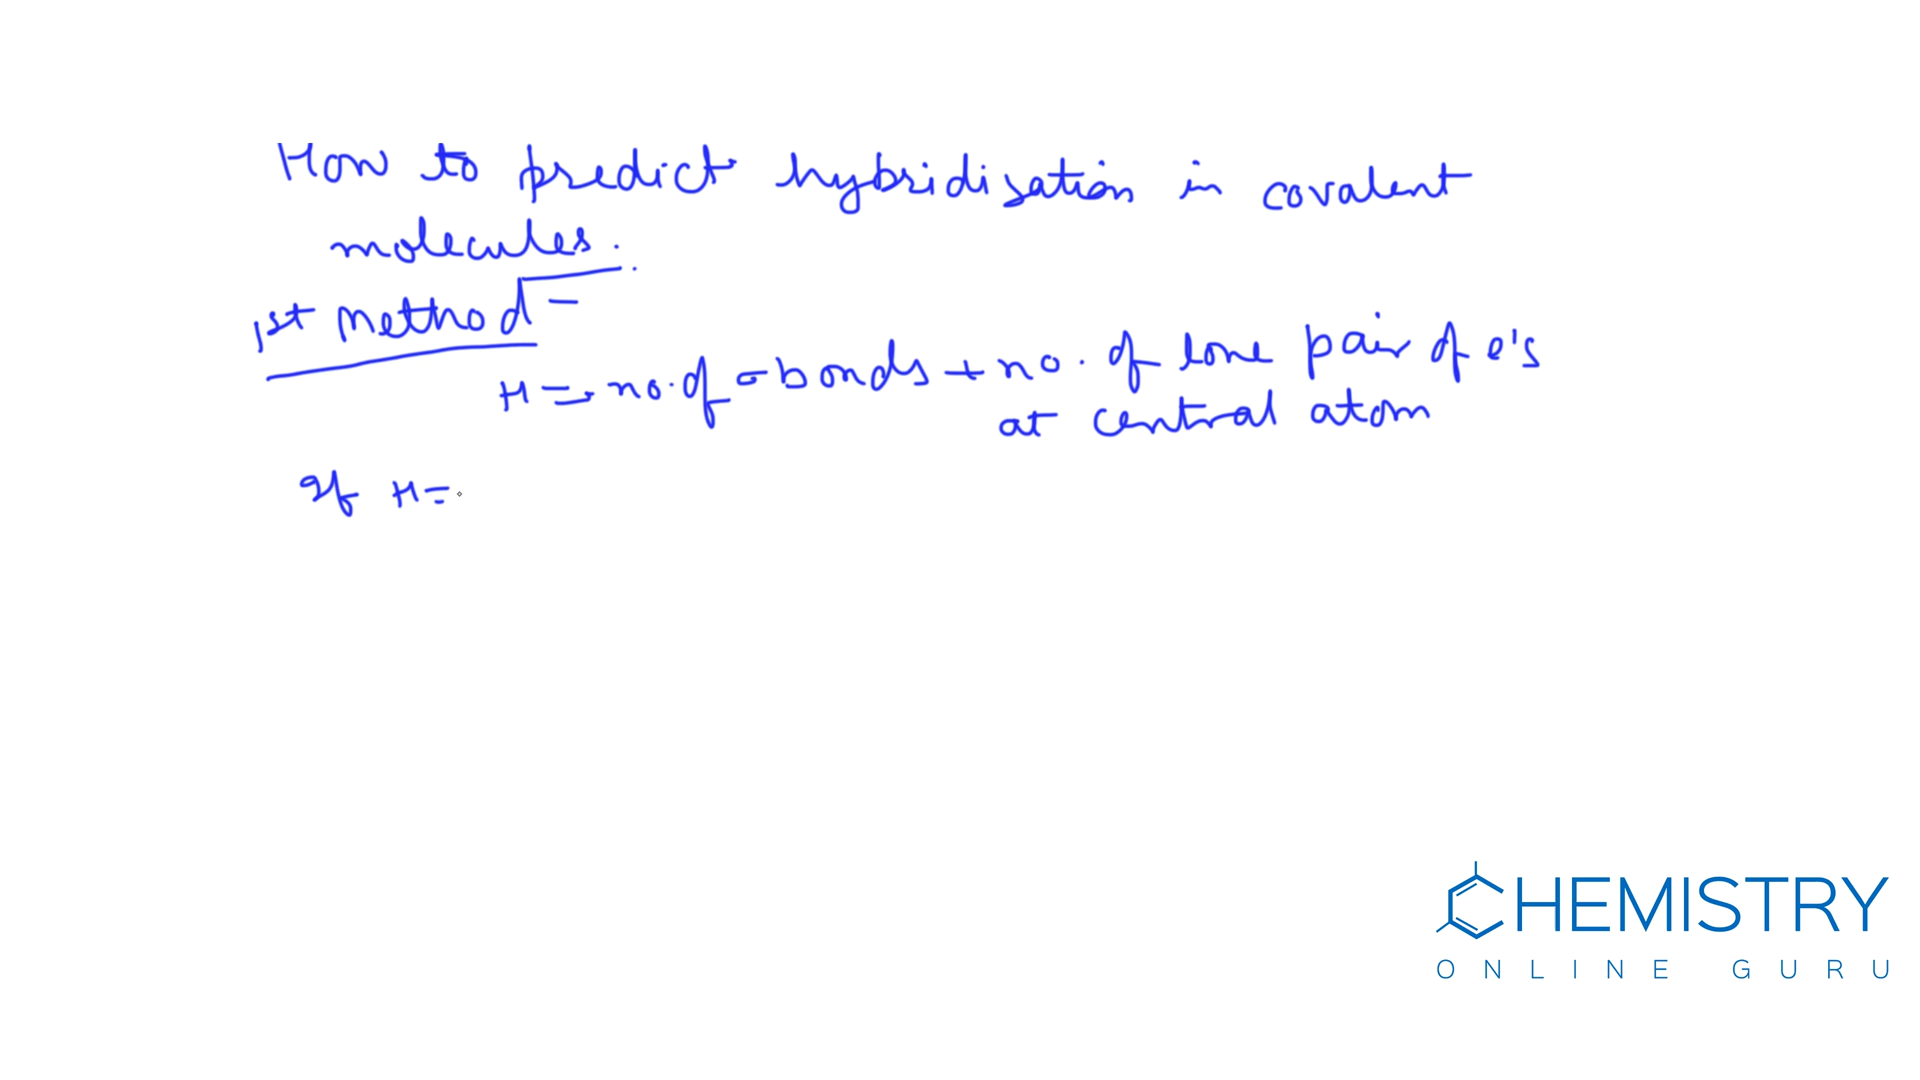 How to predict hybridisation in covalent
molecules.
1st Method -
H = no. of σ-bonds + no. of lone pair of e's
at central atom
If H =
CHEMISTRY
ONLINE GURU